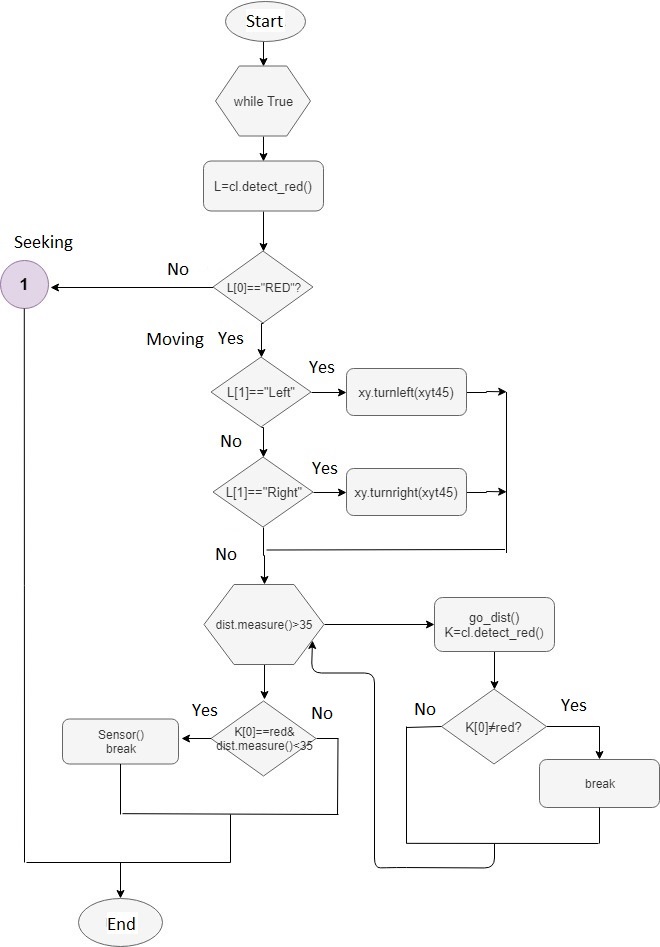 Start
while True
L=cl.detect_red()
Seeking
1
No
L[0]=="RED"?
Moving
Yes
L[1]=="Left"
Yes
xy.turnleft(xyt45)
No
L[1]=="Right"
Yes
xy.turnright(xyt45)
No
dist.measure()>35
go_dist()
K=cl.detect_red()
Yes
Sensor()
break
K[0]==red&
dist.measure()<35
No
No
K[0]≠red?
Yes
break
End